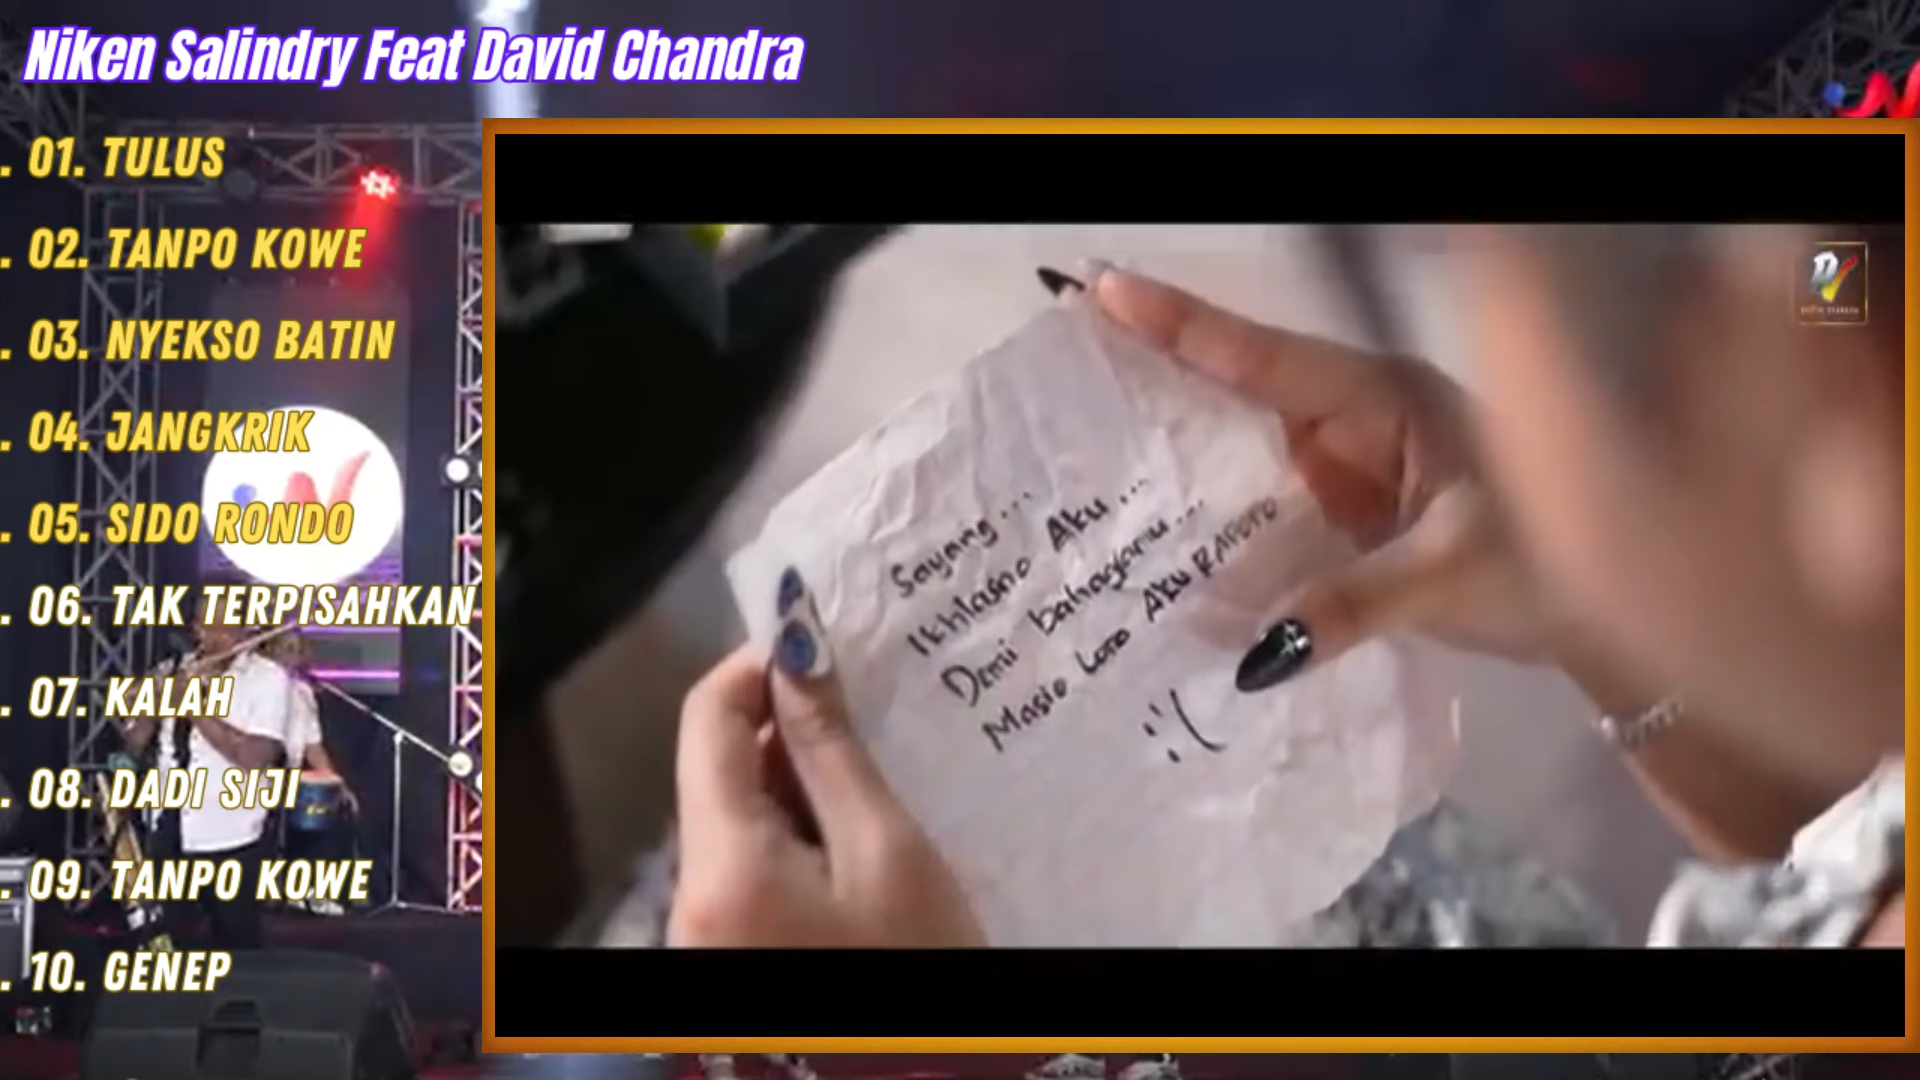 Niken Salindry Feat David Chandra
. 01. TULUS
. 02. TANPO KOWE
. 03. NYEKSO BATIN
. 04. JANGKRIK
. 05. SIDO RONDO
. 06. TAK TERPISAHKAN
. 07. KALAH
. 08. DADI SIJI
. 09. TANPO KOWE
. 10. GENEP
Sayang...
Ikhlasno Aku...
Demi bahagiamu...
Masio Loro Aku RAPOPO
:'(